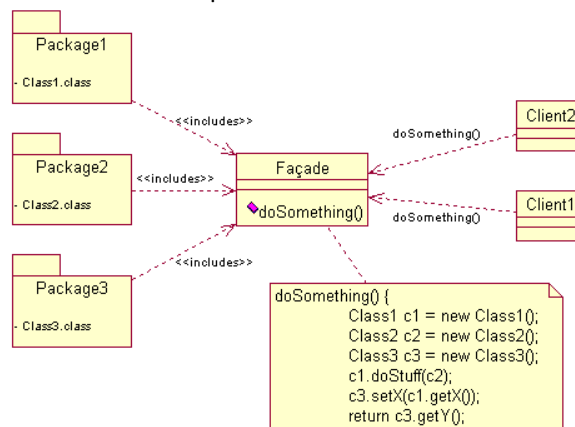 Package1
- Class1.class
<<includes>>
Package2
- Class2.class
<<includes>>
Package3
- Class3.class
<<includes>>
Façade
doSomething()
Client2
doSomething()
Client1
doSomething()
doSomething() {
Class1 c1 = new Class1();
Class2 c2 = new Class2();
Class3 c3 = new Class3();
c1.doStuff(c2);
c3.setX(c1.getX());
return c3.getY();